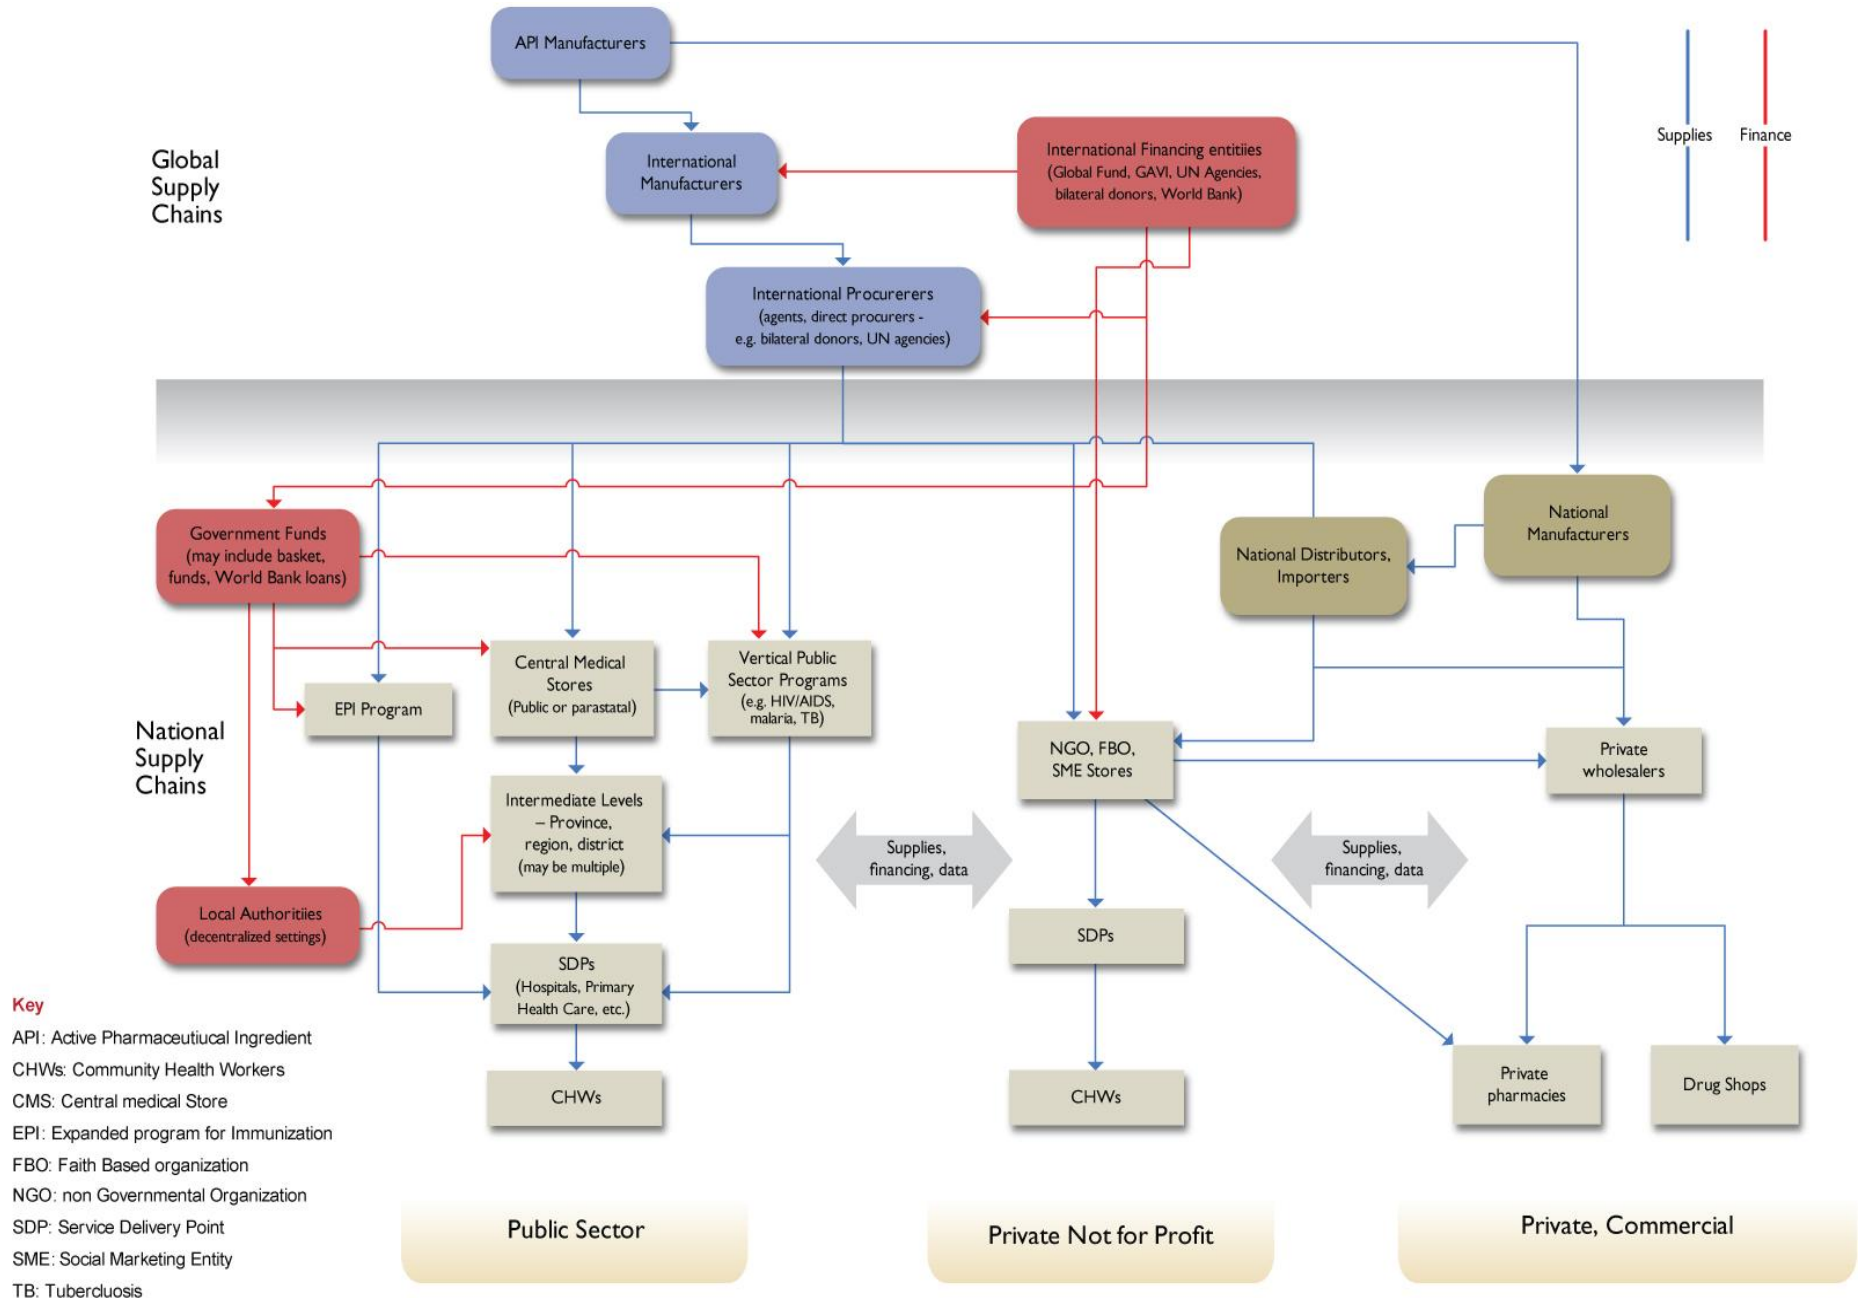 API Manufacturers
Supplies
Finance
Global
Supply
Chains
International
Manufacturers
International Financing entitiies
(Global Fund, GAVI, UN Agencies,
bilateral donors, World Bank)
International Procurerers
(agents, direct procurers -
e.g. bilateral donors, UN agencies)
Government Funds
(may include basket,
funds, World Bank loans)
National Distributors,
Importers
National
Manufacturers
EPI Program
Central Medical
Stores
(Public or parastatal)
Vertical Public
Sector Programs
(e.g. HIV/AIDS,
malaria, TB)
National
Supply
Chains
NGO, FBO,
SME Stores
Private
wholesalers
Intermediate Levels
– Province,
region, district
(may be multiple)
Supplies,
financing, data
Supplies,
financing, data
Local Authoritiies
(decentralized settings)
SDPs
(Hospitals, Primary
Health Care, etc.)
SDPs
CHWs
CHWs
Private
pharmacies
Drug Shops
Key
API: Active Pharmaceutiucal Ingredient
CHWs: Community Health Workers
CMS: Central medical Store
EPI: Expanded program for Immunization
FBO: Faith Based organization
NGO: non Governmental Organization
SDP: Service Delivery Point
SME: Social Marketing Entity
TB: Tubercluosis
Public Sector
Private Not for Profit
Private, Commercial